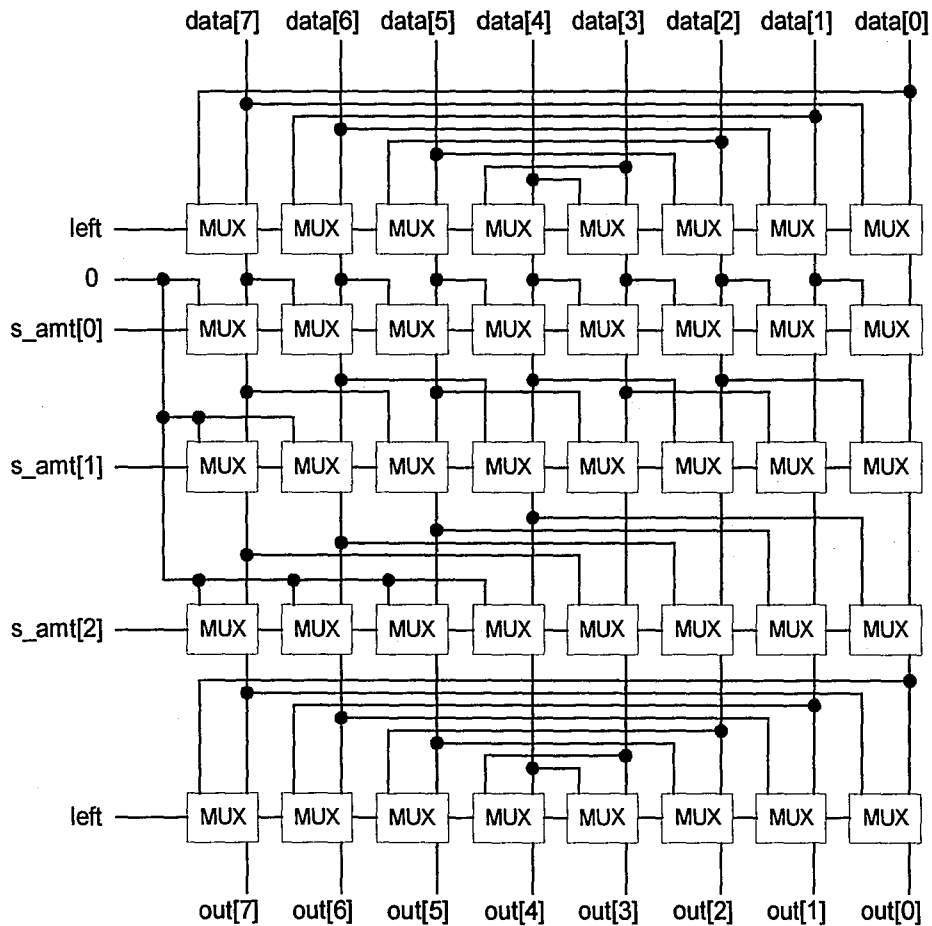 data[7] data[6] data[5] data[4] data[3] data[2] data[1] data[0]
left MUX MUX MUX MUX MUX MUX MUX MUX
0
s_amt[0] MUX MUX MUX MUX MUX MUX MUX MUX
s_amt[1] MUX MUX MUX MUX MUX MUX MUX MUX
s_amt[2] MUX MUX MUX MUX MUX MUX MUX MUX
left MUX MUX MUX MUX MUX MUX MUX MUX
out[7] out[6] out[5] out[4] out[3] out[2] out[1] out[0]